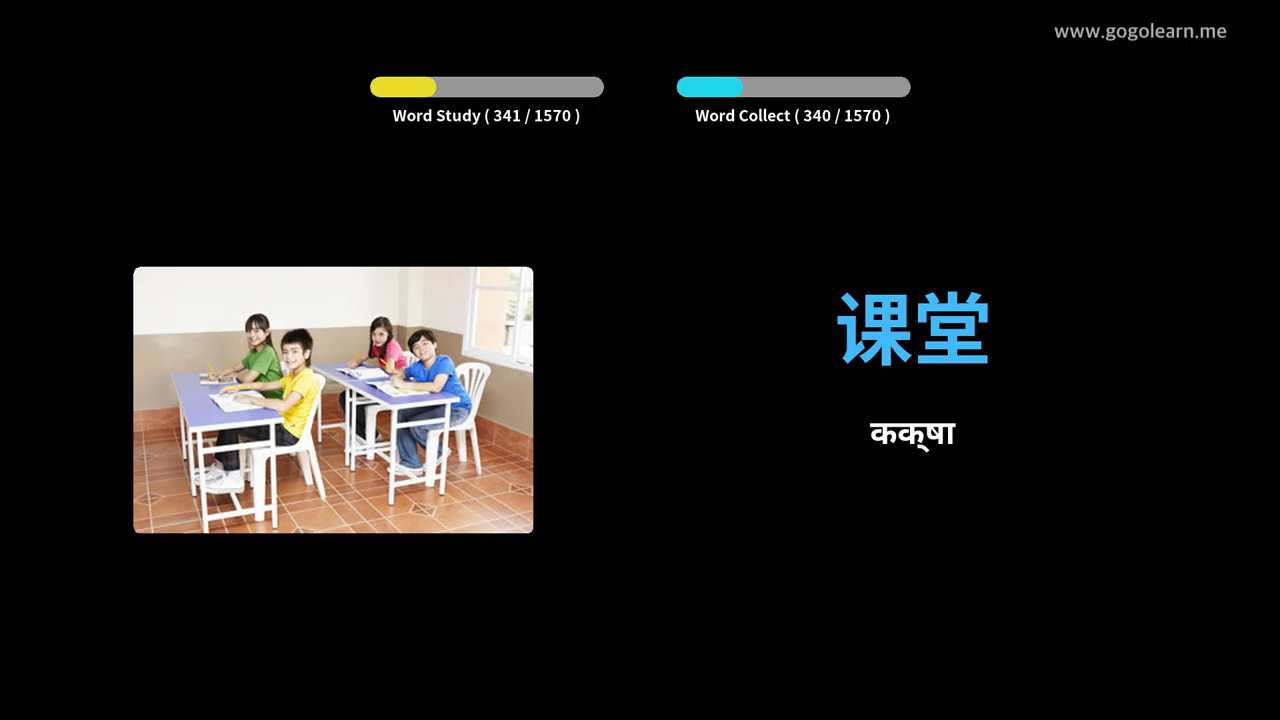 www.gogolearn.me
Word Study ( 341 / 1570 )
Word Collect ( 340 / 1570 )
课堂
कक्‌षा